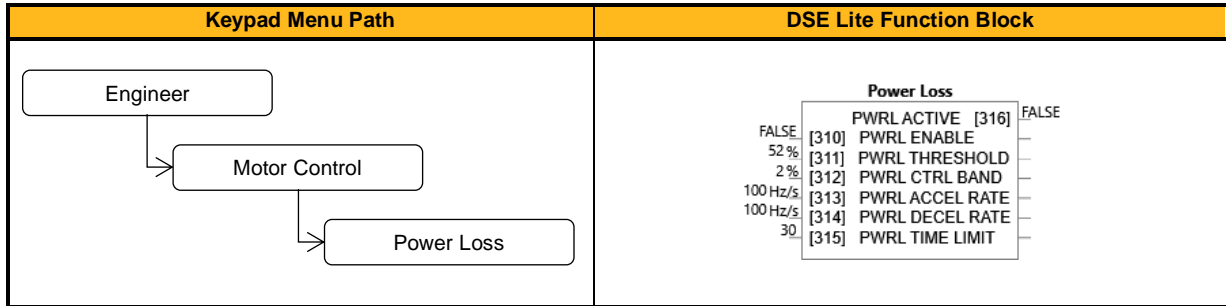 Keypad Menu Path
DSE Lite Function Block
Engineer
Motor Control
Power Loss
Power Loss
PWRL ACTIVE [316] FALSE
FALSE [310] PWRL ENABLE
52 % [311] PWRL THRESHOLD
2 % [312] PWRL CTRL BAND
100 Hz/s [313] PWRL ACCEL RATE
100 Hz/s [314] PWRL DECEL RATE
30 [315] PWRL TIME LIMIT